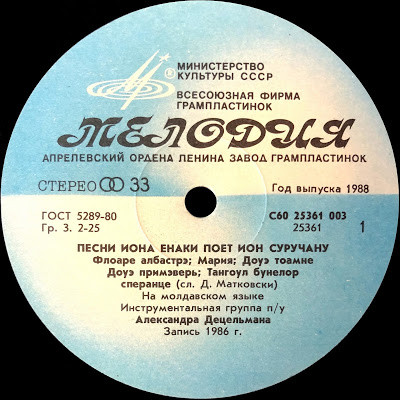 МИНИСТЕРСТВО
КУЛЬТУРЫ СССР
®
ВСЕСОЮЗНАЯ ФИРМА
ГРАМПЛАСТИНОК
МЕЛОДИЯ
АПРЕЛЕВСКИЙ ОРДЕНА ЛЕНИНА ЗАВОД ГРАМПЛАСТИНОК
СТЕРЕО 33
Год выпуска 1988
ГОСТ 5289-80
С60 25361 003
Гр. 3. 2-25
25361
1
ПЕСНИ ИОНА ЕНАКИ ПОЕТ ИОН СУРУЧАНУ
Флоаре албастрэ; Мария; Доуэ тоамне
Доуэ примэверь; Тангоул бунелор
сперанце (сл. Д. Матковски)
На молдавском языке
Инструментальная группа п/у
Александра Децельмана
Запись 1986 г.